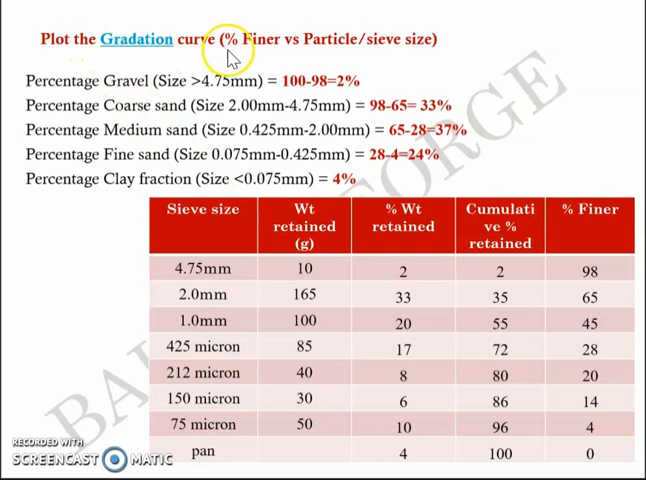 Plot the Gradation curve (% Finer vs Particle/sieve size)
Percentage Gravel (Size >4.75mm) = 100-98=2%
Percentage Coarse sand (Size 2.00mm-4.75mm) = 98-65= 33%
Percentage Medium sand (Size 0.425mm-2.00mm) = 65-28=37%
Percentage Fine sand (Size 0.075mm-0.425mm) = 28-4=24%
Percentage Clay fraction (Size <0.075mm) = 4%
Sieve size Wt retained (g) % Wt retained Cumulati ve % retained % Finer
4.75mm 10 2 2 98
2.0mm 165 33 35 65
1.0mm 100 20 55 45
425 micron 85 17 72 28
212 micron 40 8 80 20
150 micron 30 6 86 14
75 micron 50 10 96 4
pan 4 100 0
RECORDED WITH
SCREENCAST MATIC